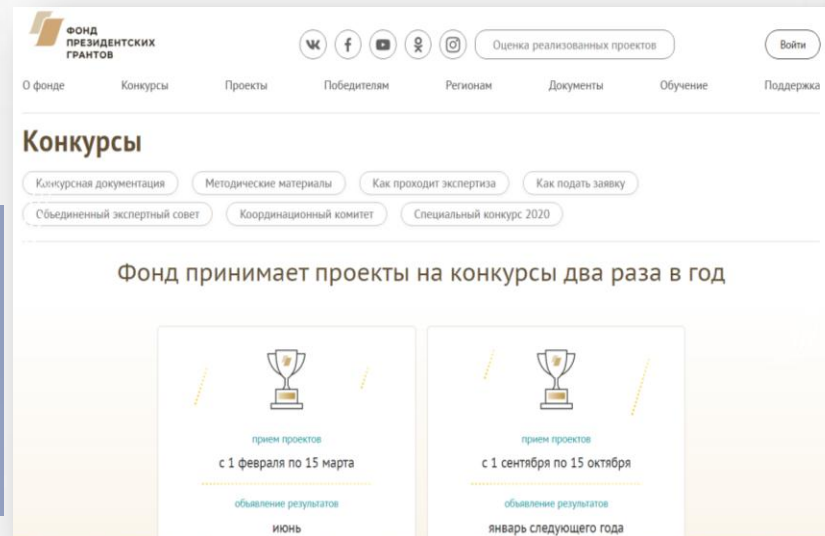 ФОНД
ПРЕЗИДЕНТСКИХ
ГРАНТОВ
Оценка реализованных проектов
Войти
О фонде Конкурсы Проекты Победителям Регионам Документы Обучение Поддержка
Конкурсы
Конкурсная документация Методические материалы Как проходит экспертиза Как подать заявку
Объединенный экспертный совет Координационный комитет Специальный конкурс 2020
Фонд принимает проекты на конкурсы два раза в год
прием проектов
с 1 февраля по 15 марта
объявление результатов
июнь
прием проектов
с 1 сентября по 15 октября
объявление результатов
январь следующего года